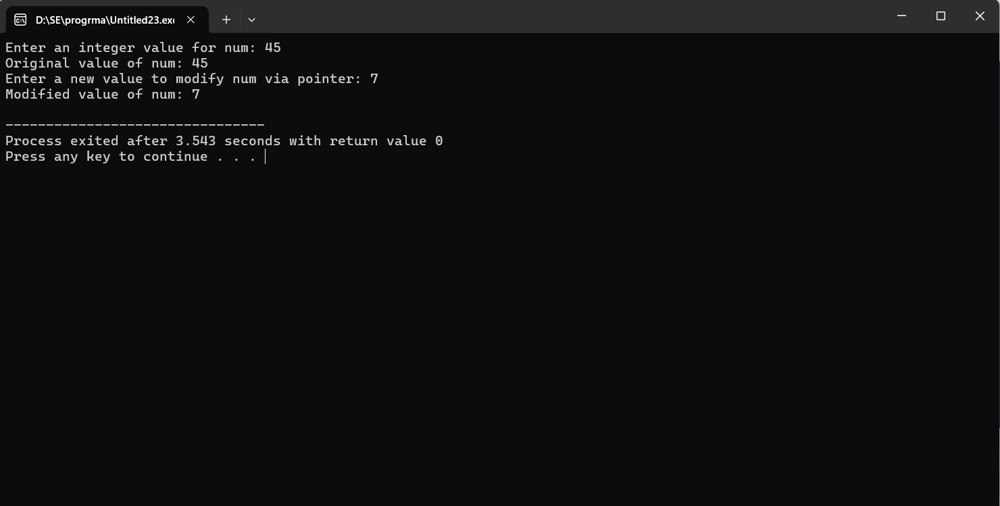 D:\SE\progrma\Untitled23.exe
Enter an integer value for num: 45
Original value of num: 45
Enter a new value to modify num via pointer: 7
Modified value of num: 7
--------------------------------
Process exited after 3.543 seconds with return value 0
Press any key to continue . . .